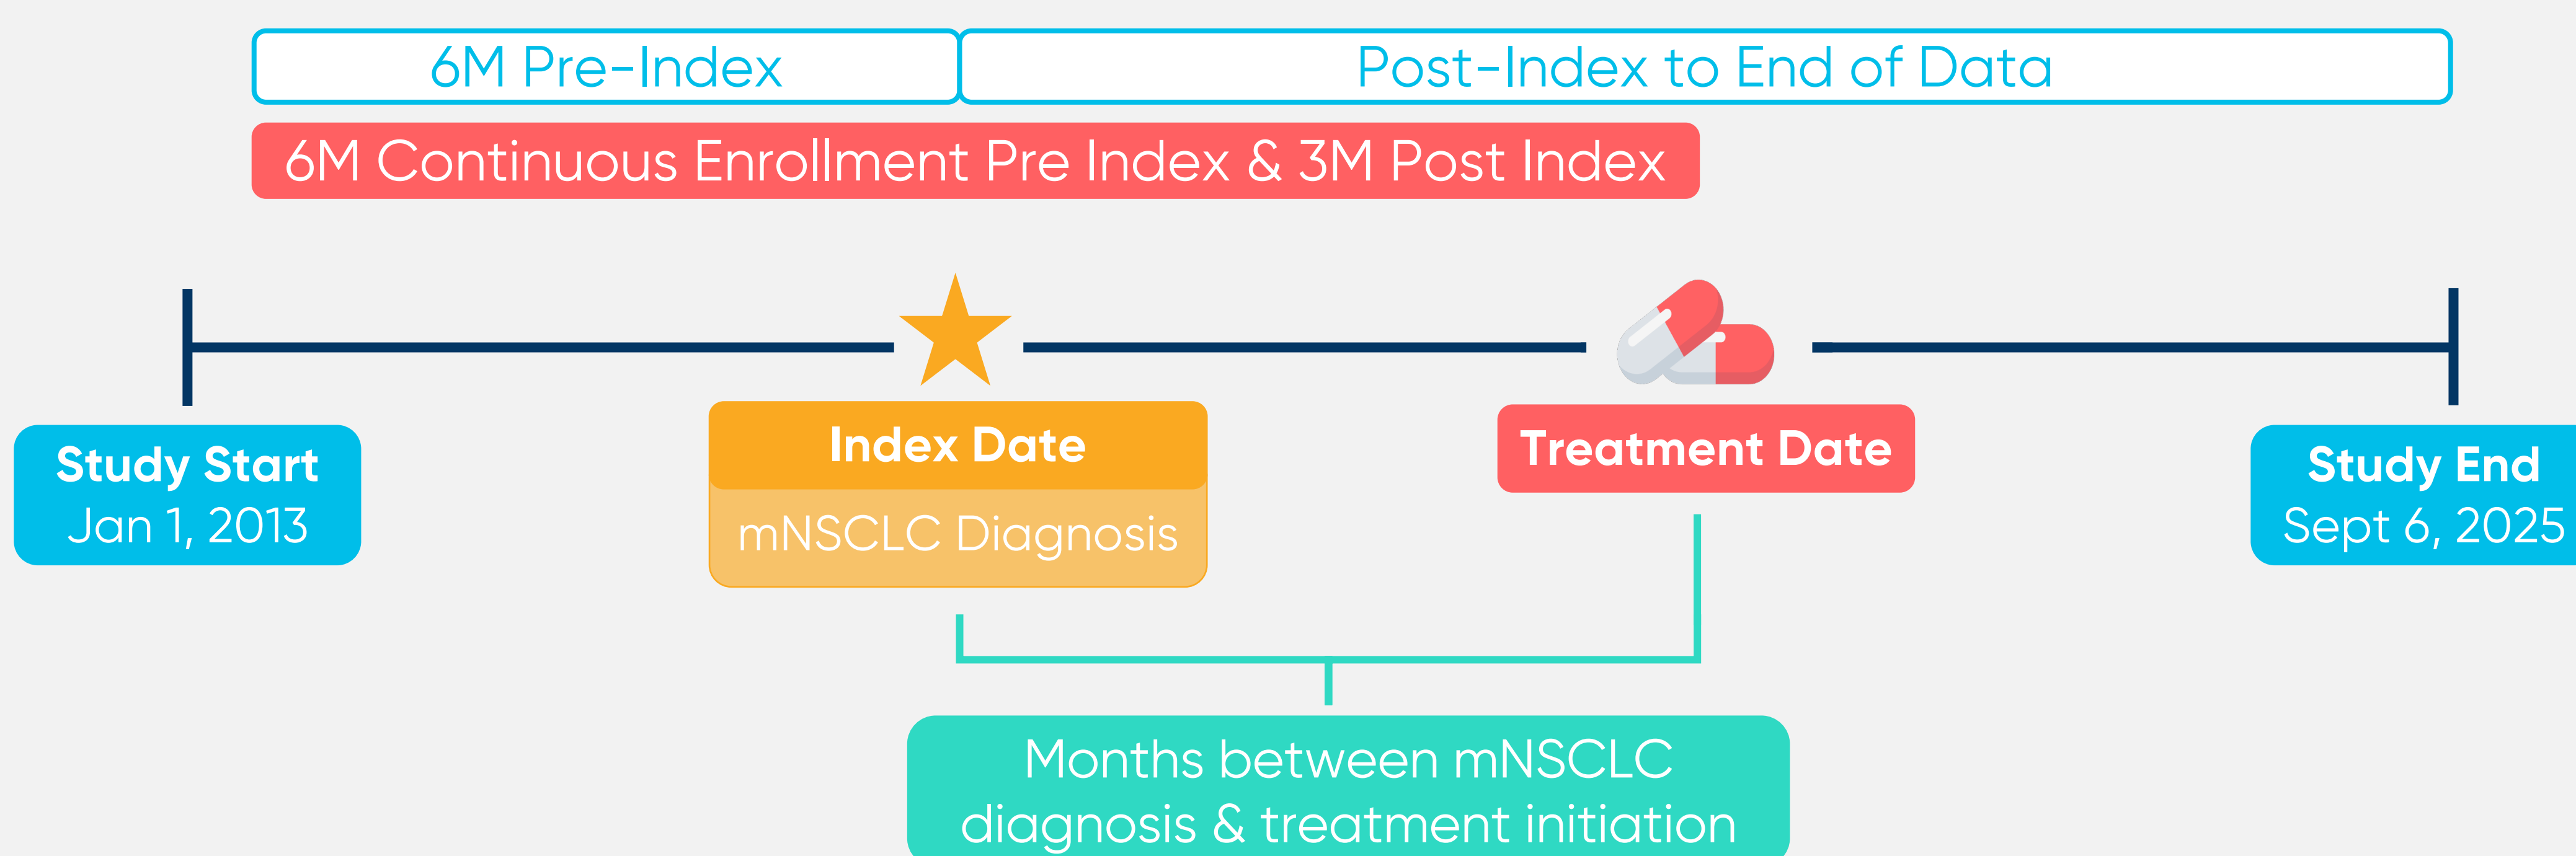 6M Pre-Index
Post-Index to End of Data
6M Continuous Enrollment Pre Index & 3M Post Index
Study Start
Jan 1, 2013
Index Date
mNSCLC Diagnosis
Treatment Date
Study End
Sept 6, 2025
Months between mNSCLC
diagnosis & treatment initiation